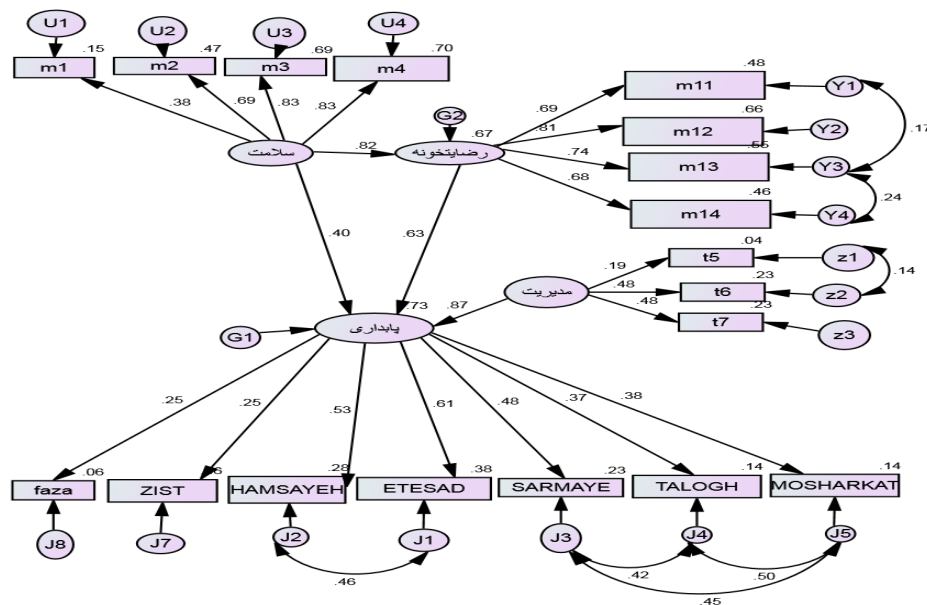 U1
U2
U3
U4
.15
.47
.69
.70
m1
m2
m3
m4
.38
.69
.83
.83
سلامت
.82
G2
.67
رضایتخونه
.69
.81
.74
.68
.48
m11
Y1
.66
m12
Y2
.55
m13
Y3
.46
m14
Y4
.17
.24
.40
.63
.04
t5
z1
.23
t6
z2
.23
t7
z3
.14
.19
.48
.48
مدیریت
.87
.73
پابداری
G1
.25
.25
.53
.61
.48
.37
.38
.06
faza
ZIST
.28
HAMSAYEH
.38
ETESAD
.23
SARMAYE
.14
TALOGH
.14
MOSHARKAT
J8
J7
J2
J1
J3
J4
J5
.46
.42
.50
.45